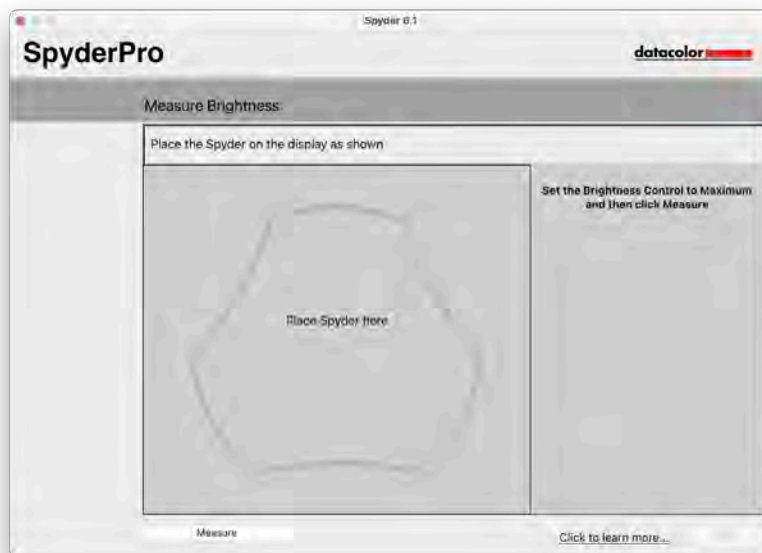 Spyder 6.1
SpyderPro
datacolor
Measure Brightness
Place the Spyder on the display as shown
Set the Brightness Control to Maximum
and then click Measure
Place Spyder here
Measure
Click to learn more...